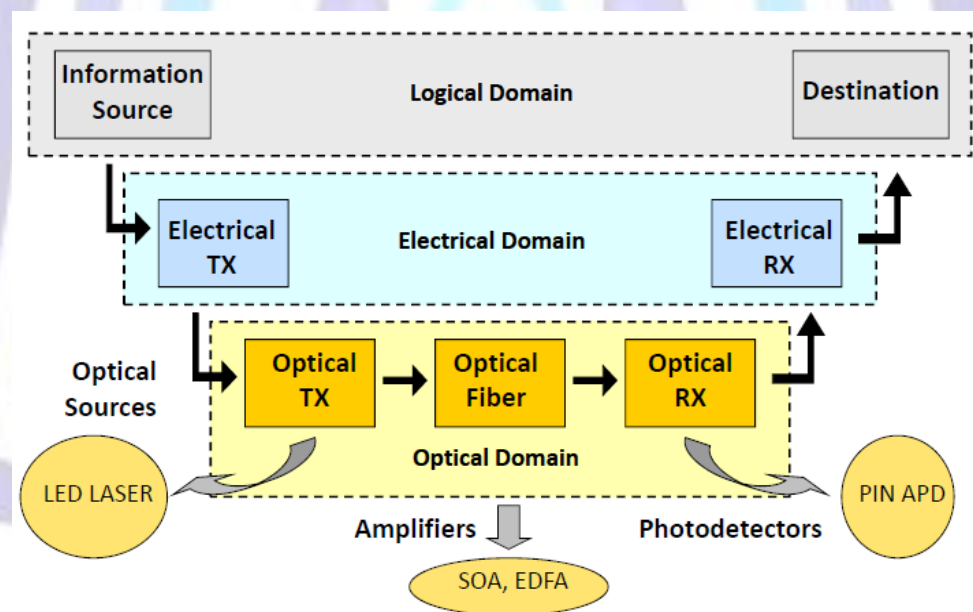 Information
Source
Logical Domain
Destination
Electrical
TX
Electrical Domain
Electrical
RX
Optical
Sources
Optical
TX
Optical
Fiber
Optical
RX
Optical Domain
LED LASER
PIN APD
Amplifiers
Photodetectors
SOA, EDFA